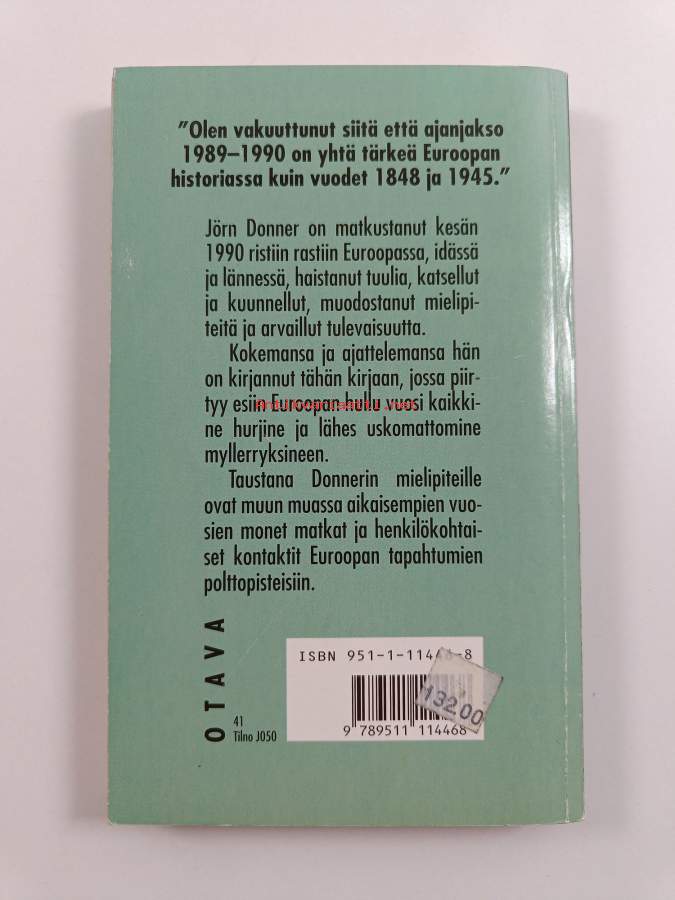 "Olen vakuuttunut siitä että ajanjakso
1989–1990 on yhtä tärkeä Euroopan
historiassa kuin vuodet 1848 ja 1945."
Jörn Donner on matkustanut kesän
1990 ristiin rastiin Euroopassa, idässä
ja lännessä, haistanut tuulia, katsellut
ja kuunnellut, muodostanut mielipi-
teitä ja arvaillut tulevaisuutta.
Kokemansa ja ajattelemansa hän
on kirjannut tähän kirjaan, jossa piir-
tyy esiin Euroopan hullu vuosi kaikki-
ne hurjine ja lähes uskomattomine
myllerryksineen.
Taustana Donnerin mielipiteille
ovat muun muassa aikaisempien vuo-
sien monet matkat ja henkilökohtai-
set kontaktit Euroopan tapahtumien
polttopisteisiin.
OTAVA
41
Tilno J050
ISBN 951-1-11446-8
132.00
9 789511 114468